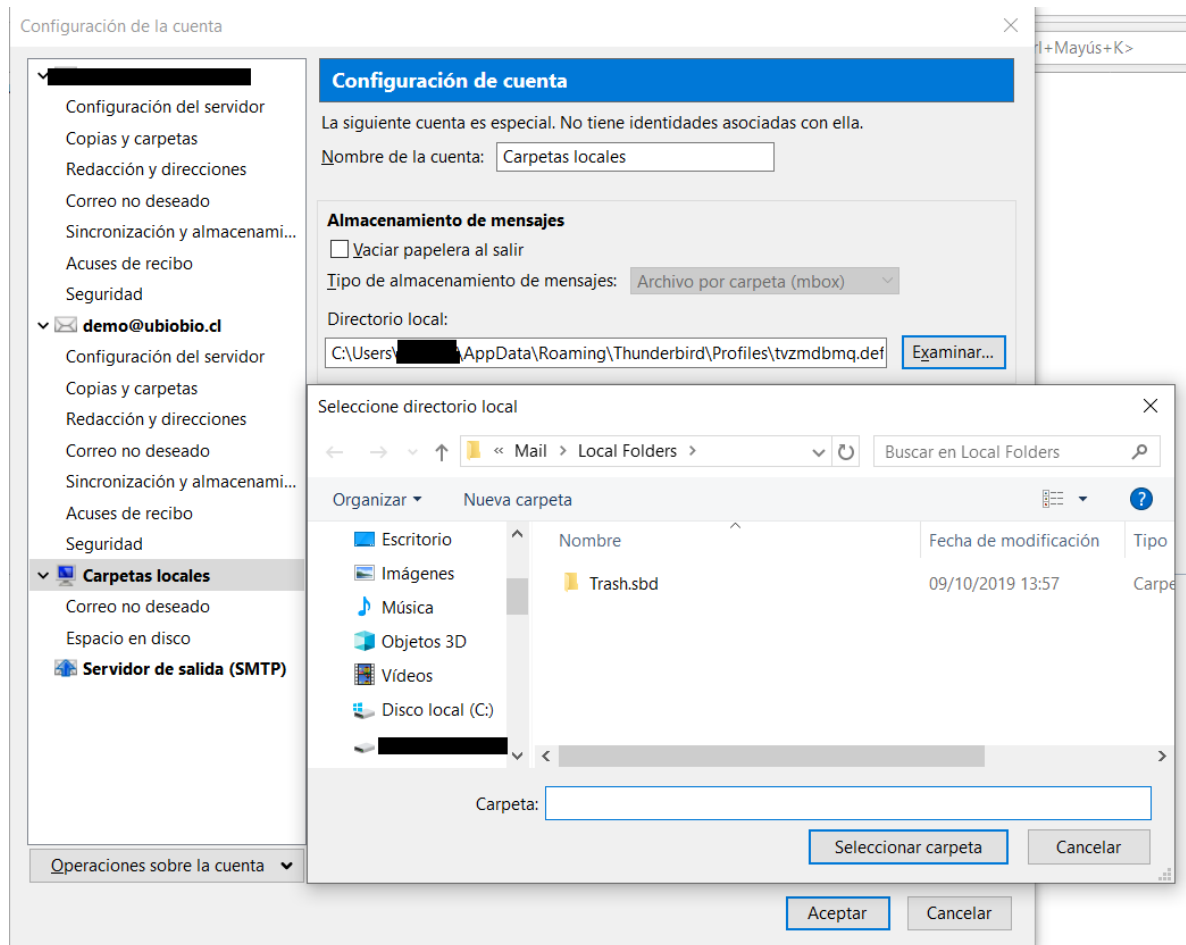 Configuración de la cuenta
rl+Mayús+K>
Configuración del servidor
Copias y carpetas
Redacción y direcciones
Correo no deseado
Sincronización y almacenami...
Acuses de recibo
Seguridad
demo@ubiobio.cl
Configuración del servidor
Copias y carpetas
Redacción y direcciones
Correo no deseado
Sincronización y almacenami...
Acuses de recibo
Seguridad
Carpetas locales
Correo no deseado
Espacio en disco
Servidor de salida (SMTP)
Operaciones sobre la cuenta
Configuración de cuenta
La siguiente cuenta es especial. No tiene identidades asociadas con ella.
Nombre de la cuenta: Carpetas locales
Almacenamiento de mensajes
Vaciar papelera al salir
Tipo de almacenamiento de mensajes: Archivo por carpeta (mbox)
Directorio local:
C:\Users\ \AppData\Roaming\Thunderbird\Profiles\tvzmdbmq.def Examinar...
Seleccione directorio local
« Mail > Local Folders > Buscar en Local Folders
Organizar Nueva carpeta
Escritorio
Imágenes
Música
Objetos 3D
Vídeos
Disco local (C:)
Nombre Fecha de modificación Tipo
Trash.sbd 09/10/2019 13:57 Carpe
Carpeta:
Seleccionar carpeta Cancelar
Aceptar Cancelar